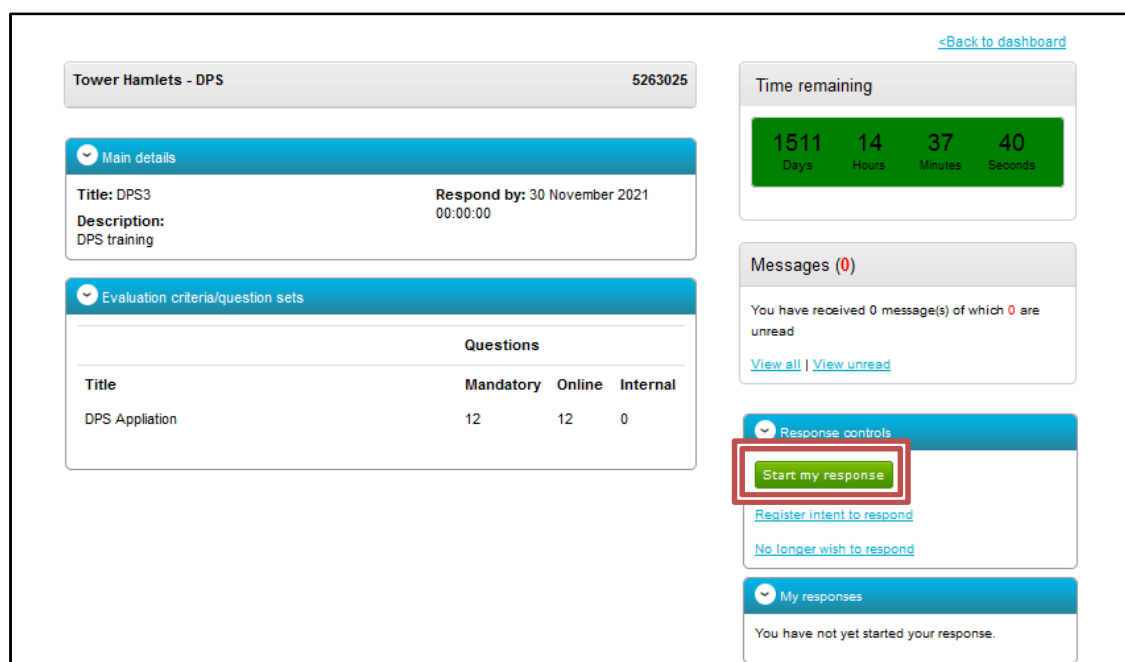 <Back to dashboard
Tower Hamlets - DPS 5263025
Main details
Title: DPS3
Description:
DPS training
Respond by: 30 November 2021
00:00:00
Evaluation criteria/question sets
Questions
Title Mandatory Online Internal
DPS Appliation 12 12 0
Time remaining
1511 14 37 40
Days Hours Minutes Seconds
Messages (0)
You have received 0 message(s) of which 0 are
unread
View all | View unread
Response controls
Start my response
Register intent to respond
No longer wish to respond
My responses
You have not yet started your response.